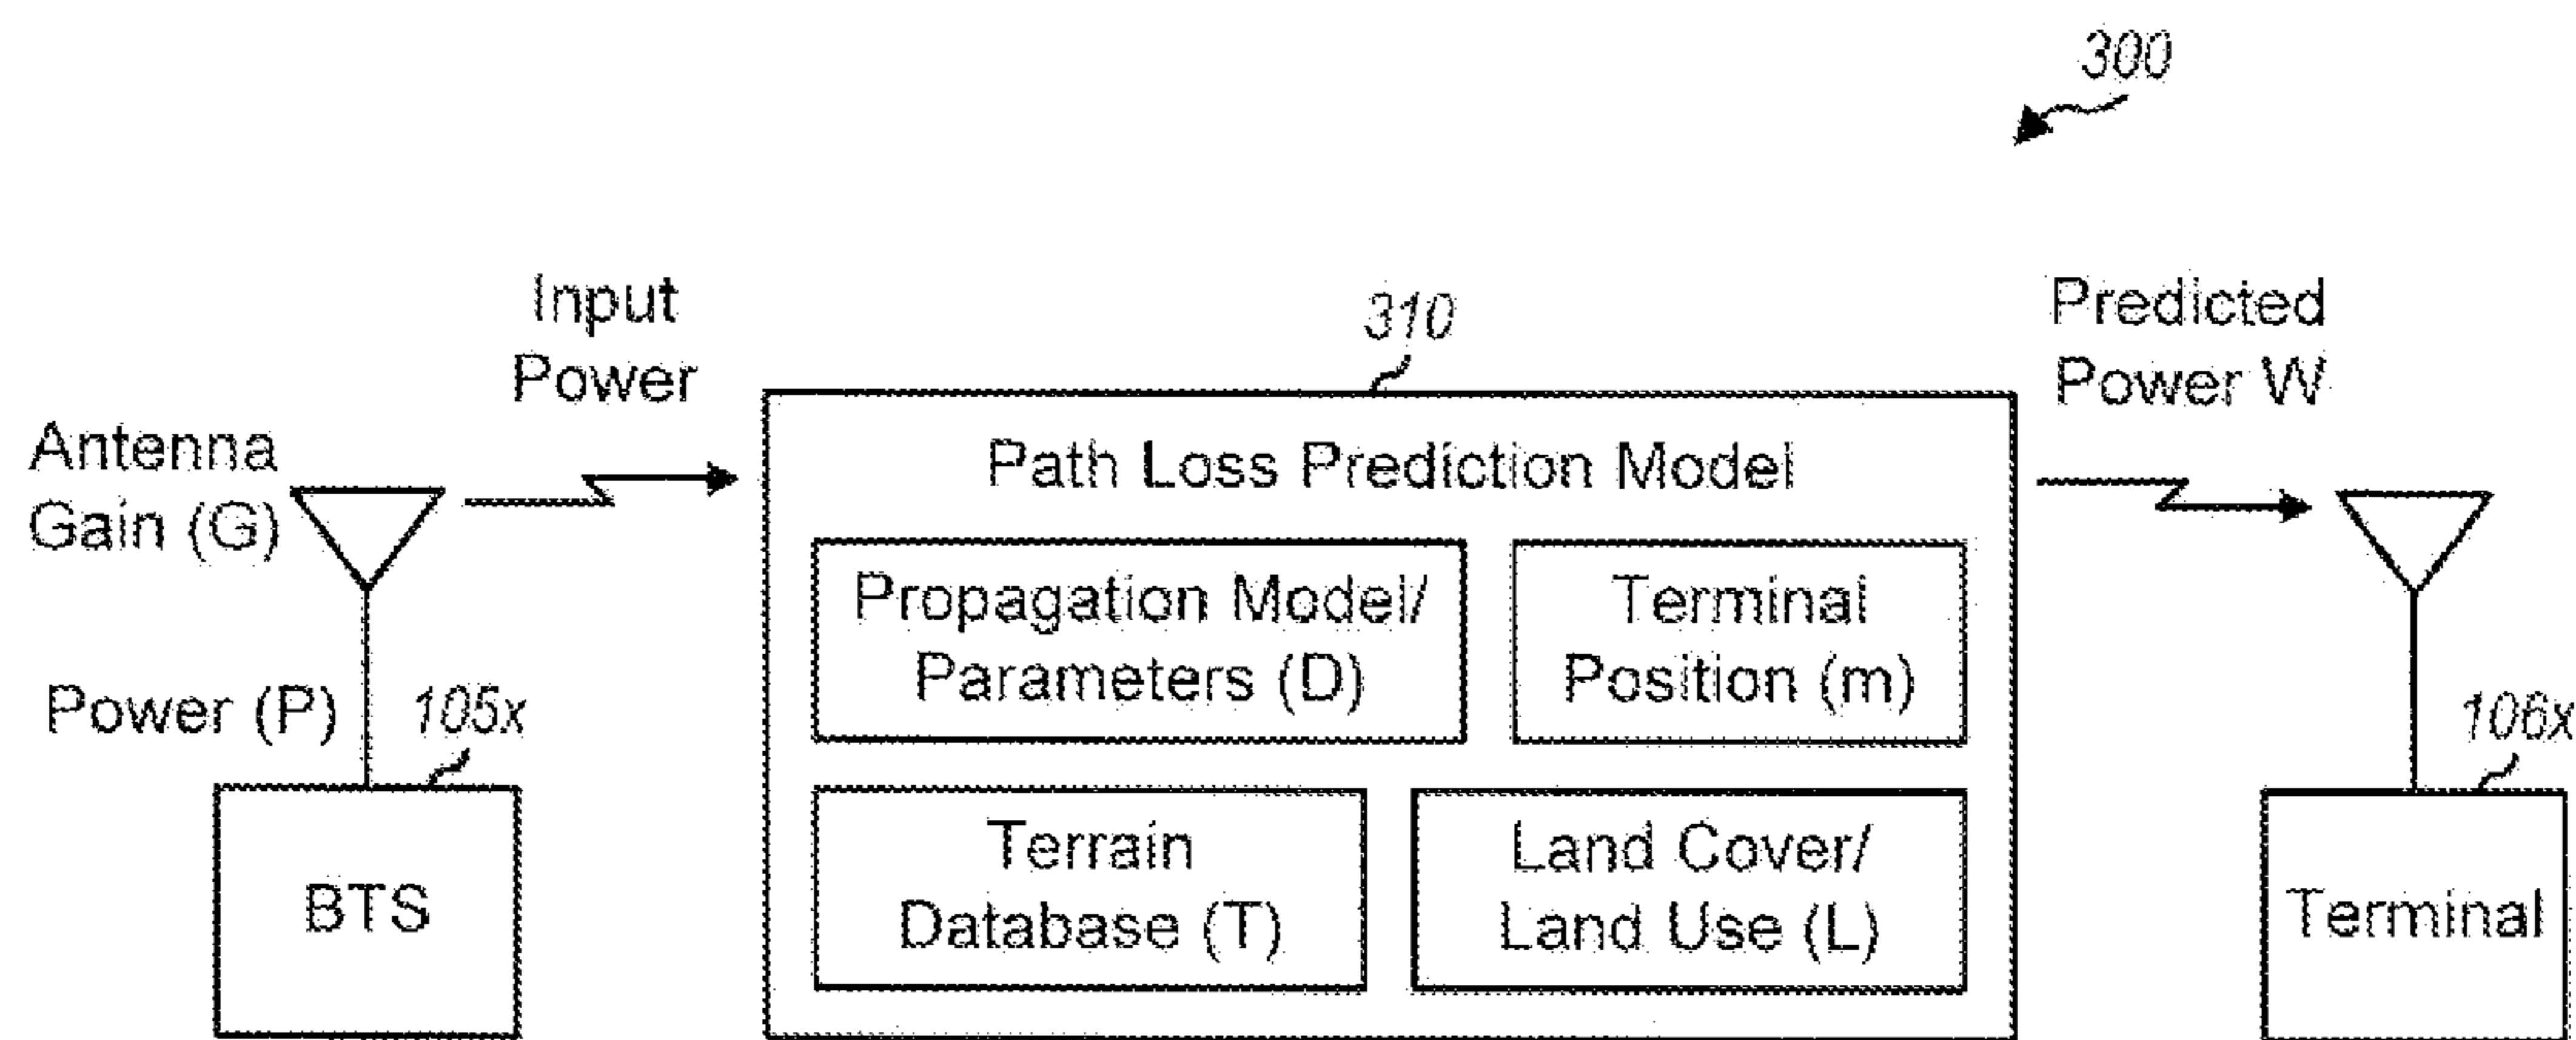 300
Input
Power
310
Predicted
Power W
Antenna
Gain (G)
Path Loss Prediction Model
Propagation Model/
Parameters (D)
Terminal
Position (m)
Power (P)
105x
106x
Terrain
Database (T)
Land Cover/
Land Use (L)
BTS
Terminal